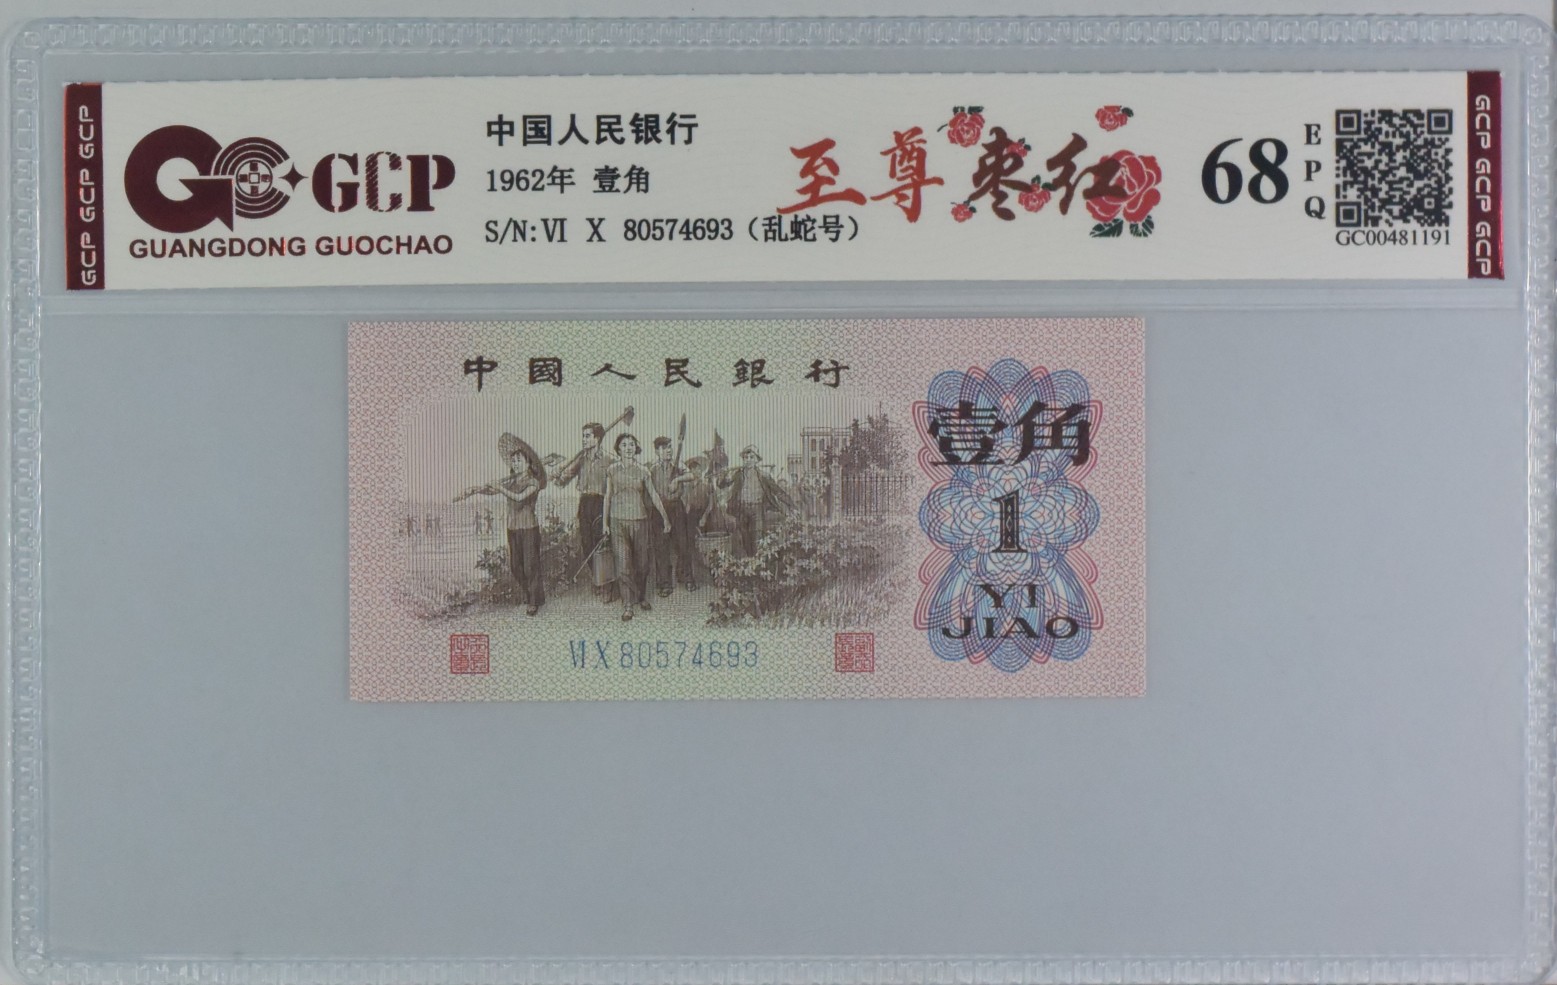 GCP GCP GCP
GCP
GUANGDONG GUOCHAO
中国人民银行
1962年 壹角
S/N: VI X 80574693（乱蛇号）
至尊枣红
68
EPQ
GC00481191
GCP GCP GCP
中國人民銀行
壹角
1
YI
JIAO
VI X 80574693